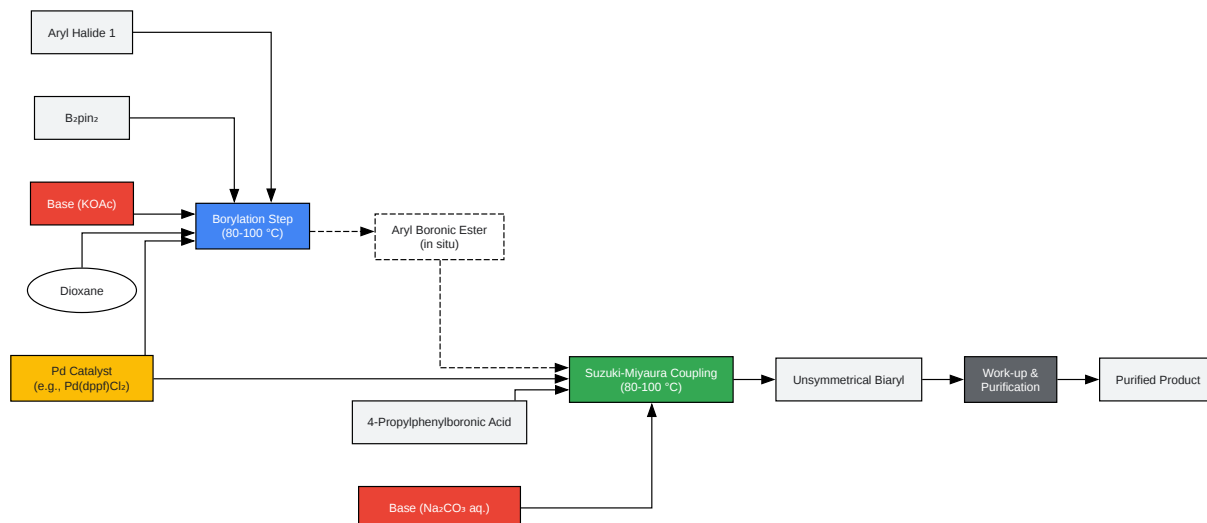 Aryl Halide 1
B₂pin₂
Base (KOAc)
Borylation Step
(80-100 °C)
Aryl Boronic Ester
(in situ)
Dioxane
Pd Catalyst
(e.g., Pd(dppf)Cl₂)
Suzuki-Miyaura Coupling
(80-100 °C)
Unsymmetrical Biaryl
Work-up &
Purification
Purified Product
4-Propylphenylboronic Acid
Base (Na₂CO₃ aq.)